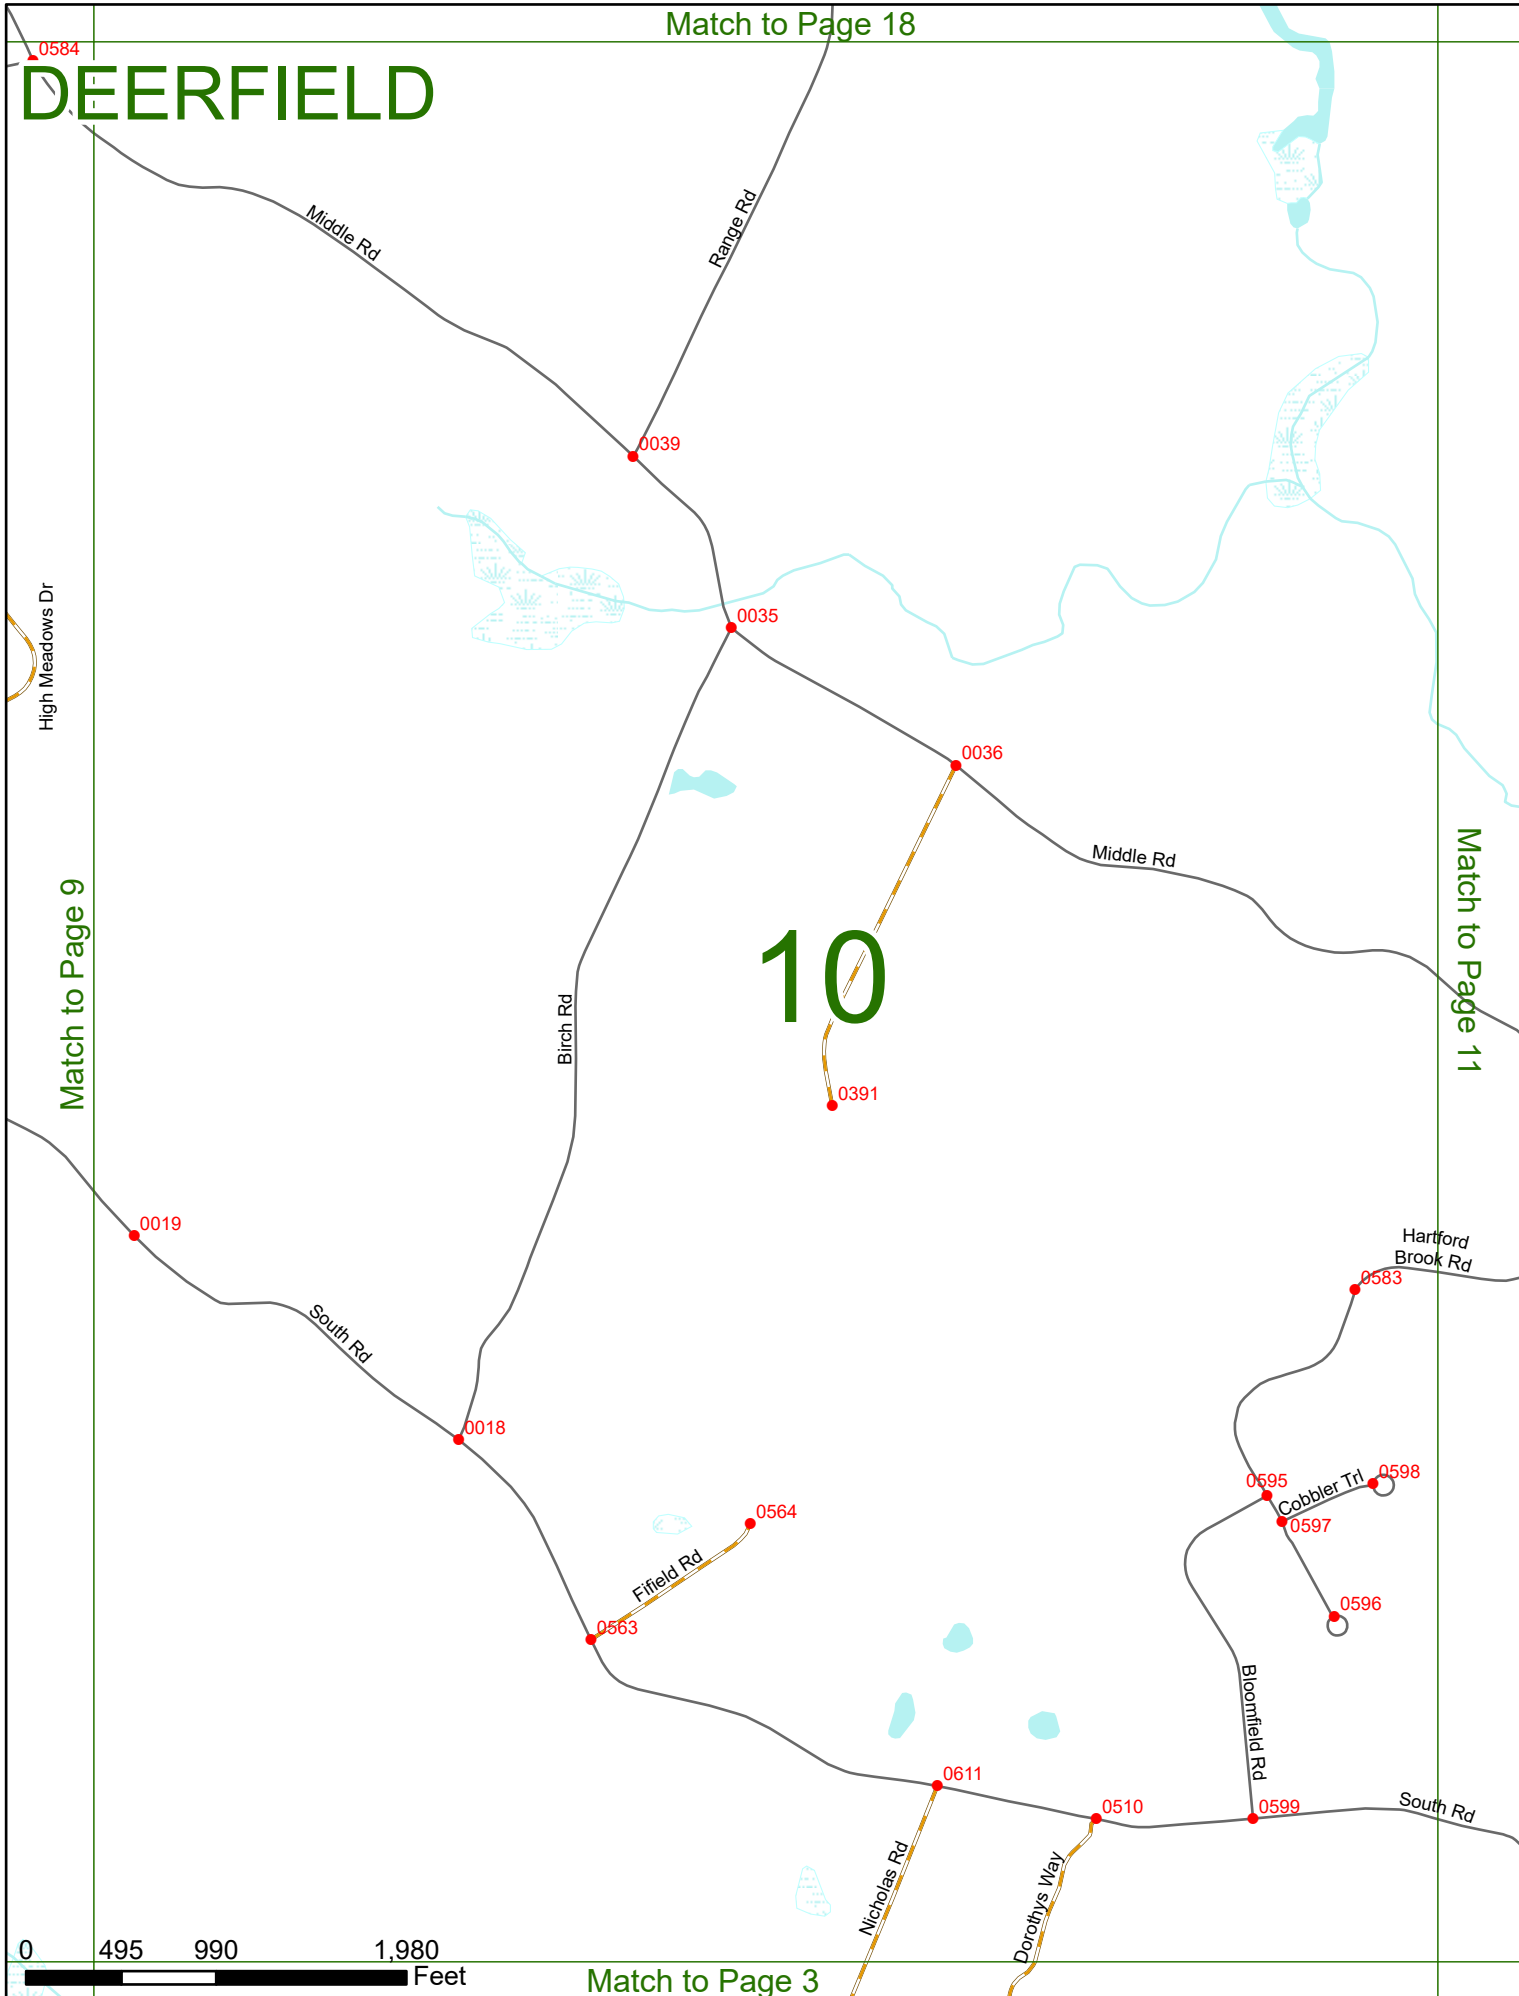 Match to Page 18
0584
DEERFIELD
Middle Rd
Range Rd
0039
High Meadows Dr
0035
0036
Middle Rd
Match to Page 9
10
Match to Page 11
Birch Rd
0391
0019
Hartford
Brook Rd
0583
South Rd
0018
0598
0595
Cobbler Trl
0564
0597
Fifield Rd
0596
0563
Bloomfield Rd
0611
0510
0599
South Rd
Nicholas Rd
Dorothys Way
0 495 990 1,980
Feet
Match to Page 3